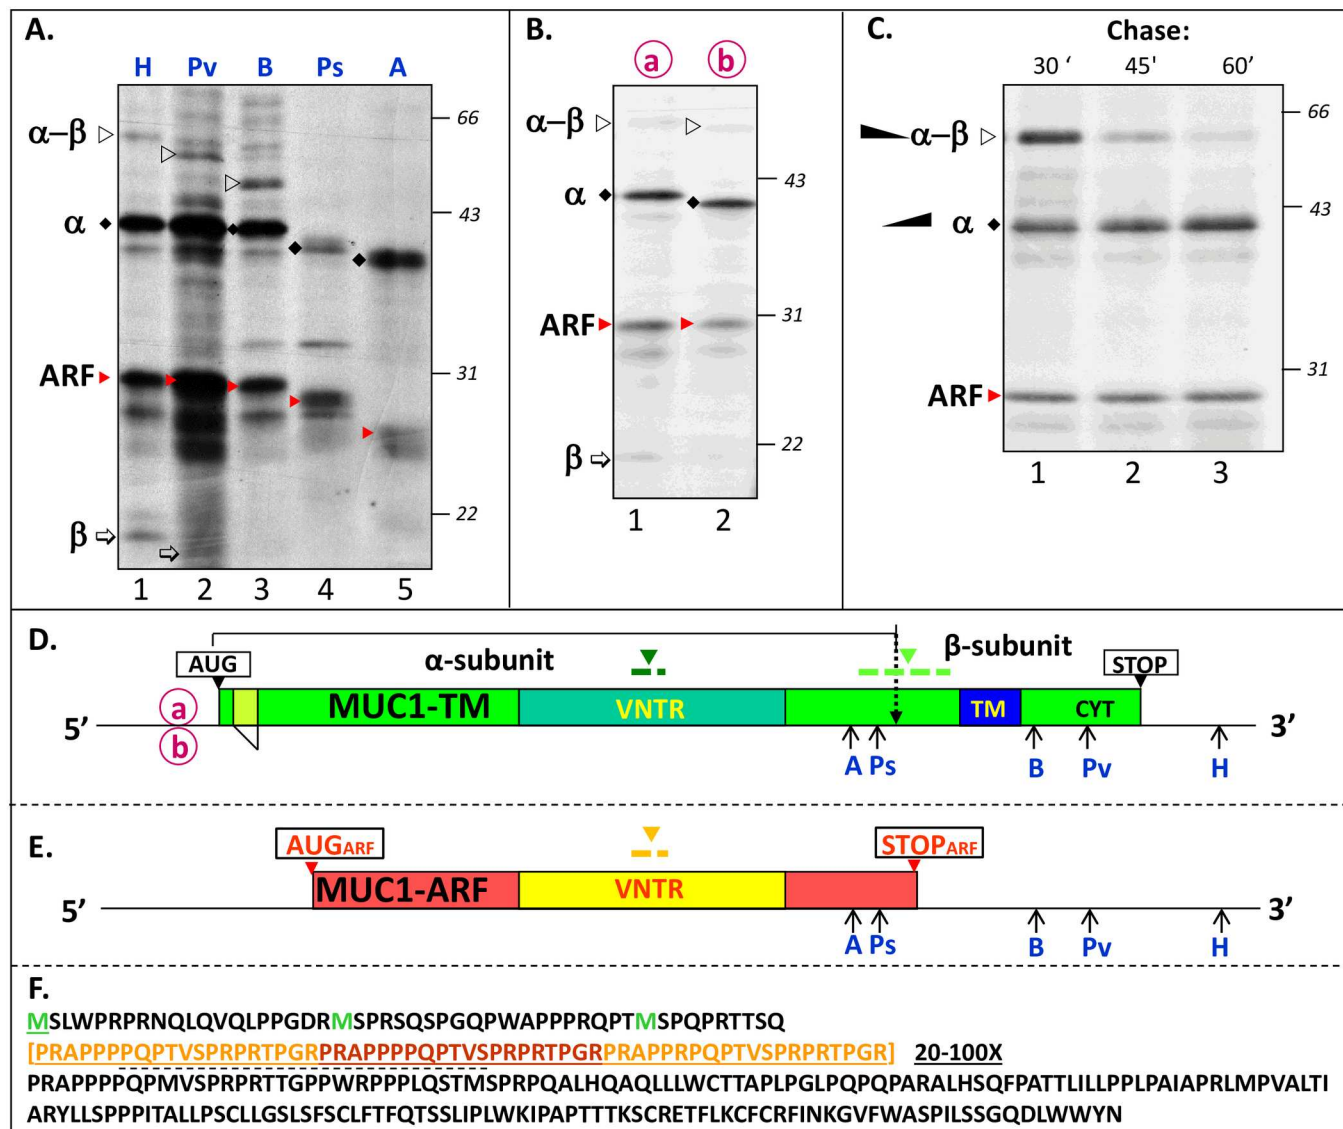 A.
H Pv B Ps A
α–β
α
ARF
β
66
43
31
22
1 2 3 4 5
B.
a b
α–β
α
ARF
β
43
31
22
1 2
C.
Chase:
30 ‘ 45' 60’
α–β
α
ARF
66
43
31
1 2 3
D.
AUG
α-subunit
β-subunit
STOP
a
b
5’
MUC1-TM
VNTR
TM
CYT
3’
A Ps B Pv H
E.
AUGARF
STOPARF
5’
MUC1-ARF
VNTR
3’
A Ps B Pv H
F.
MSLWPRPRNQLQVQLPPGDRMSPRSQSPGQPWAPPPRQPTMSPQPRTTSQ
[PRAPPPPQPTVSPRPRTPGRPRAPPPPQPTVSPRPRTPGRPRAPPRPQPTVSPRPRTPGR] 20-100X
PRAPPPPQPMVSPRPRTTGPPWRPPPLQSTMSPRPQALHQAQLLLWCTTAPLPGLPQPQPARALHSQFPATTLILLPPLPAIAPRLMPVALTI
ARYLLSPPPITALLPSCLLGSLSFSCLFTFQTSSLIPLWKIPAPTTTKSCRETFLKCFCRFINKGVFWASPILSSGQDLWWYN